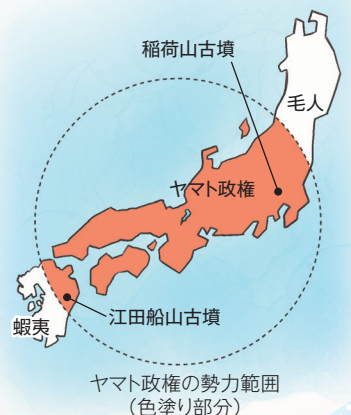 稲荷山古墳
毛人
ヤマト政権
江田船山古墳
蝦夷
ヤマト政権の勢力範囲
（色塗り部分）